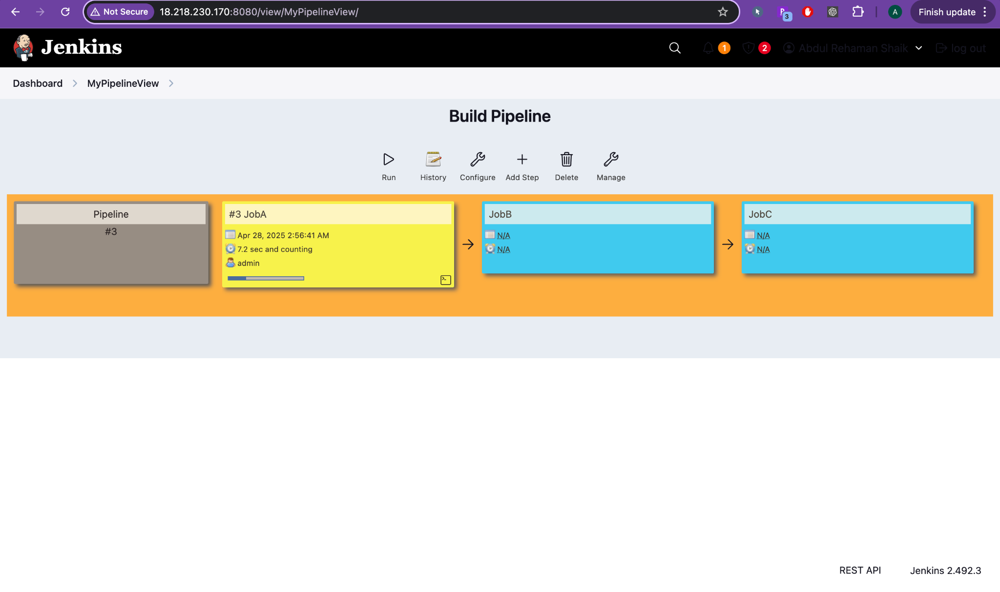 Not Secure 18.218.230.170:8080/view/MyPipelineView/ 3 A Finish update
Jenkins 1 2 Abdul Rehaman Shaik log out
Dashboard MyPipelineView
Build Pipeline
Run History Configure Add Step Delete Manage
Pipeline
#3
#3 JobA
Apr 28, 2025 2:56:41 AM
7.2 sec and counting
admin
JobB
N/A
N/A
JobC
N/A
N/A
REST API Jenkins 2.492.3